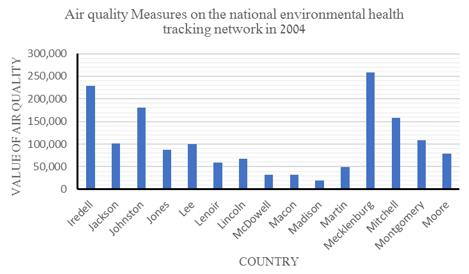 Air quality Measures on the national environmental health
tracking network in 2004
VALUE OF AIR QUALITY
300,000
250,000
200,000
150,000
100,000
50,000
0
Iredell
Jackson
Johnston
Jones
Lee
Lenoir
Lincoln
McDowell
Macon
Madison
Martin
Mecklenburg
Mitchell
Montgomery
Moore
COUNTRY